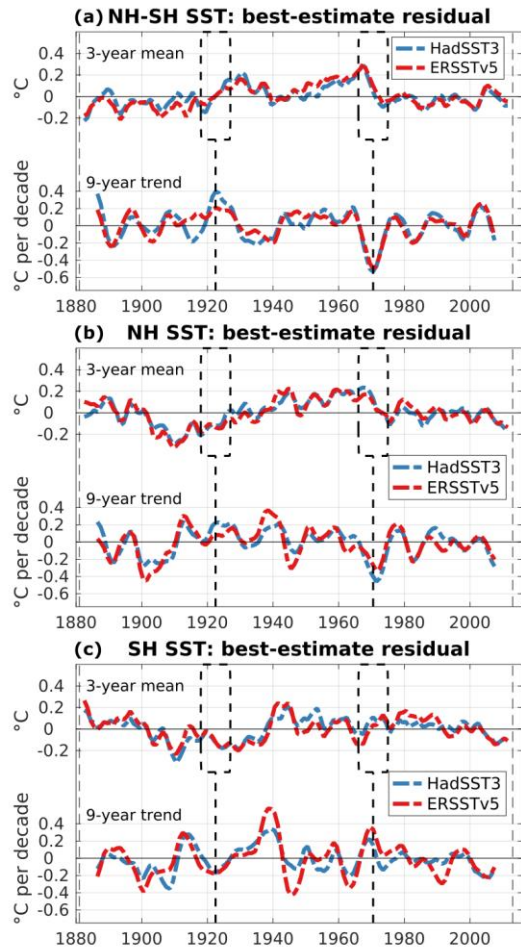 (a) NH-SH SST: best-estimate residual
3-year mean
HadSST3
ERSSTv5
0.4
0.2
0
-0.2
°C
9-year trend
0.4
0.2
0
-0.2
-0.4
-0.6
°C per decade
1880 1900 1920 1940 1960 1980 2000
(b) NH SST: best-estimate residual
3-year mean
0.4
0.2
0
-0.2
°C
HadSST3
ERSSTv5
9-year trend
0.4
0.2
0
-0.2
-0.4
-0.6
°C per decade
1880 1900 1920 1940 1960 1980 2000
(c) SH SST: best-estimate residual
3-year mean
0.4
0.2
0
-0.2
°C
HadSST3
ERSSTv5
9-year trend
0.4
0.2
0
-0.2
-0.4
-0.6
°C per decade
1880 1900 1920 1940 1960 1980 2000